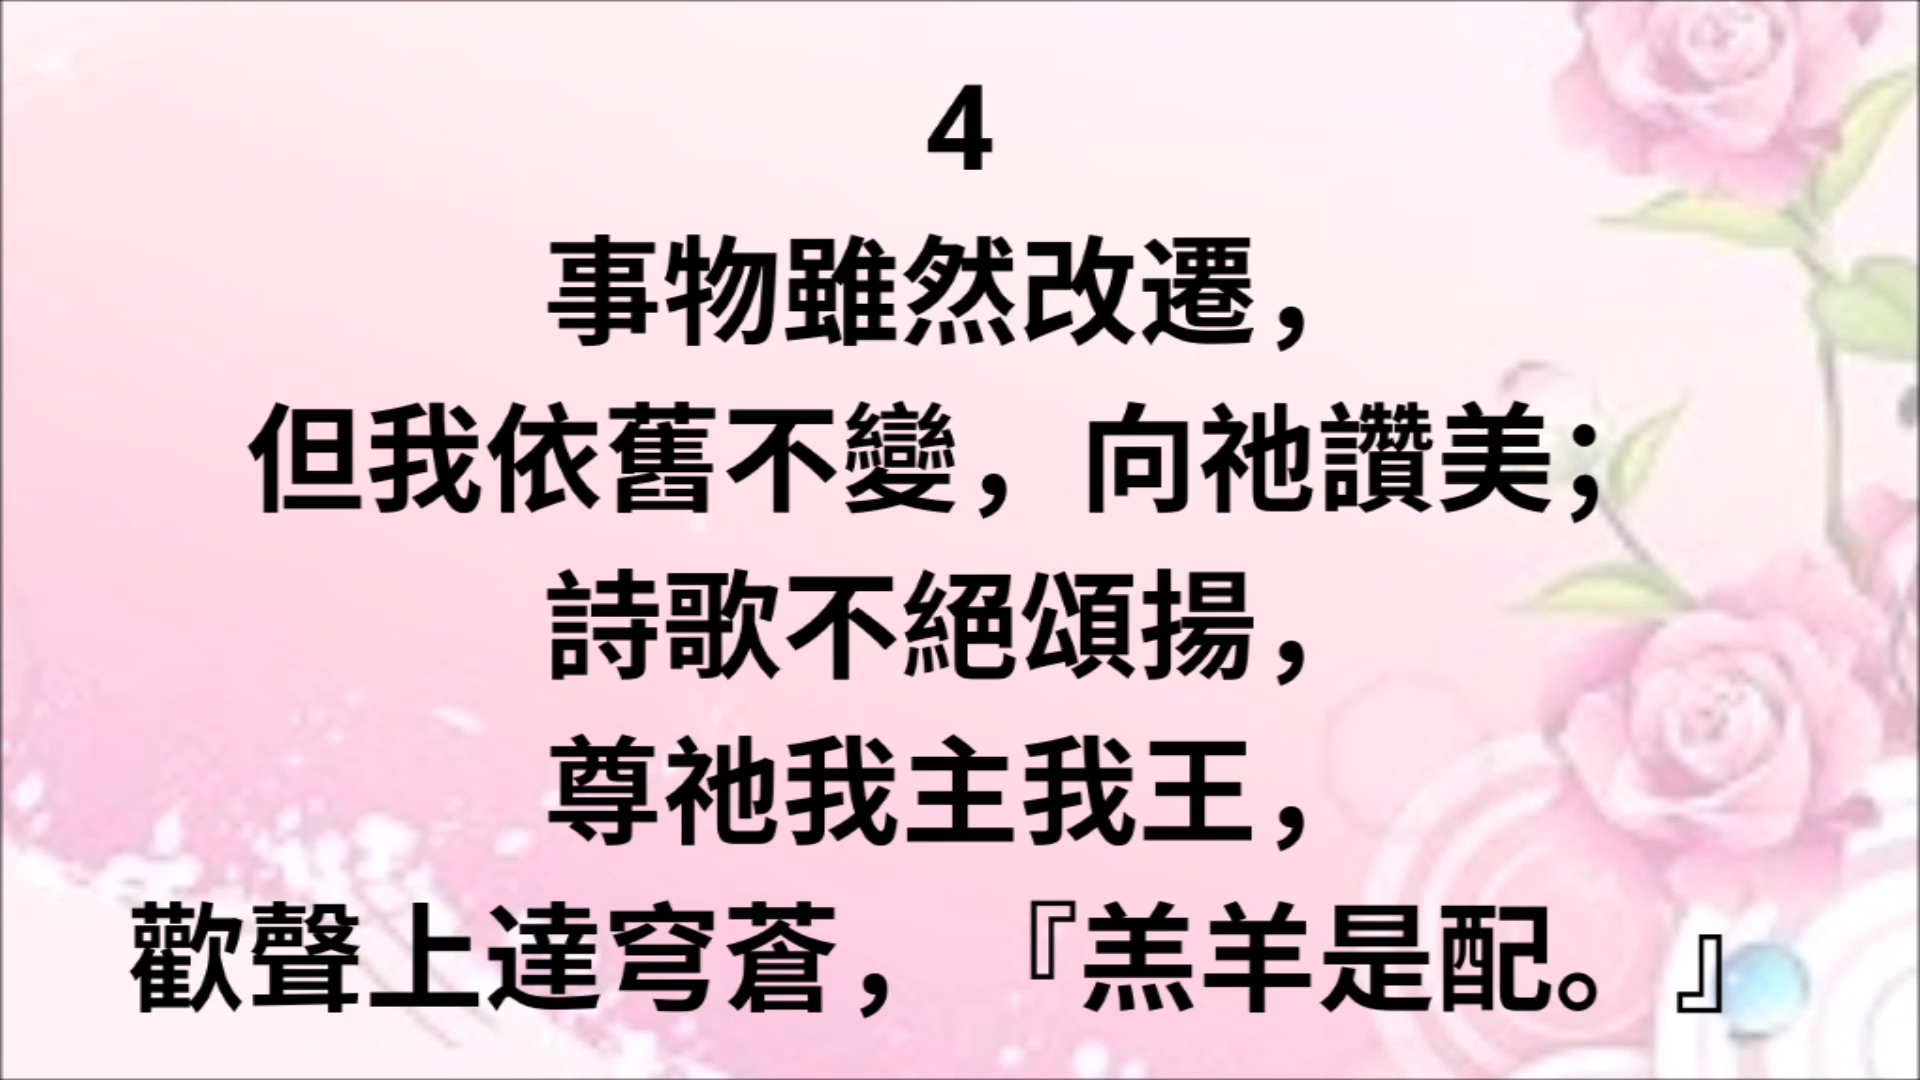 4
事物雖然改遷，
但我依舊不變，向祂讚美；
詩歌不絕頌揚，
尊祂我主我王，
歡聲上達穹蒼，『羔羊是配。』